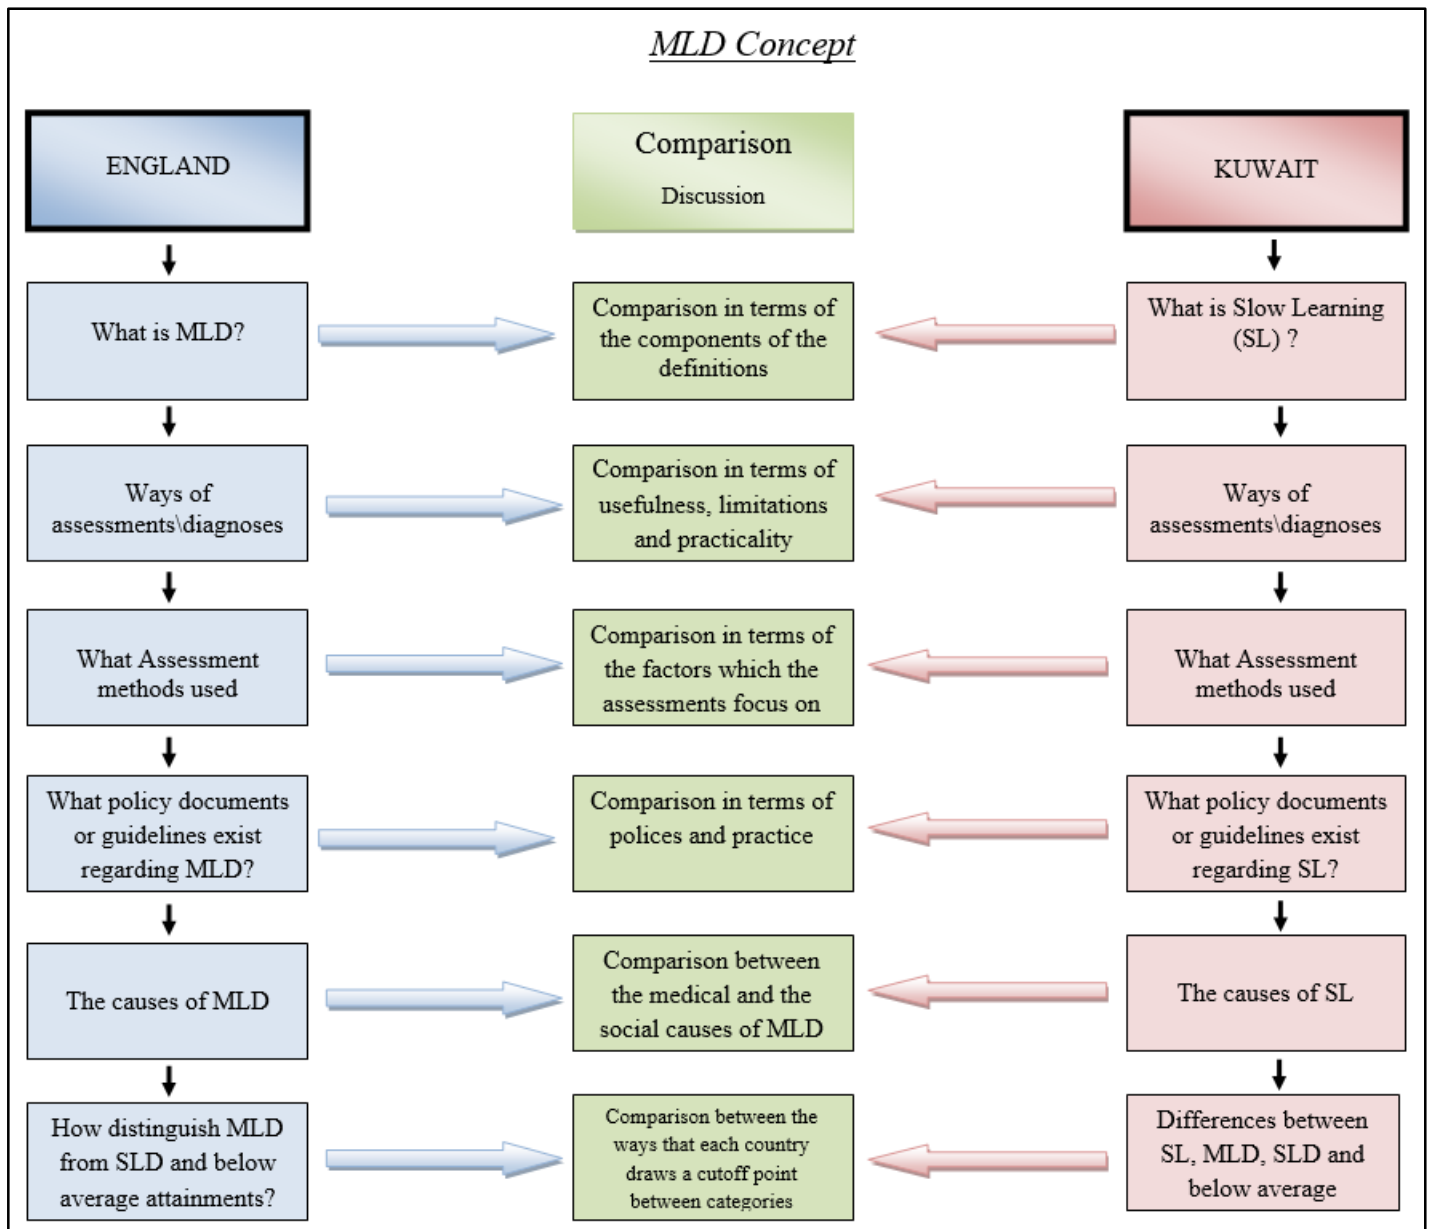 MLD Concept
ENGLAND
Comparison
Discussion
KUWAIT
What is MLD?
Comparison in terms of
the components of the
definitions
What is Slow Learning
(SL) ?
Ways of
assessments\diagnoses
Comparison in terms of
usefulness, limitations
and practicality
Ways of
assessments\diagnoses
What Assessment
methods used
Comparison in terms of
the factors which the
assessments focus on
What Assessment
methods used
What policy documents
or guidelines exist
regarding MLD?
Comparison in terms of
polices and practice
What policy documents
or guidelines exist
regarding SL?
The causes of MLD
Comparison between
the medical and the
social causes of MLD
The causes of SL
How distinguish MLD
from SLD and below
average attainments?
Comparison between the
ways that each country
draws a cutoff point
between categories
Differences between
SL, MLD, SLD and
below average